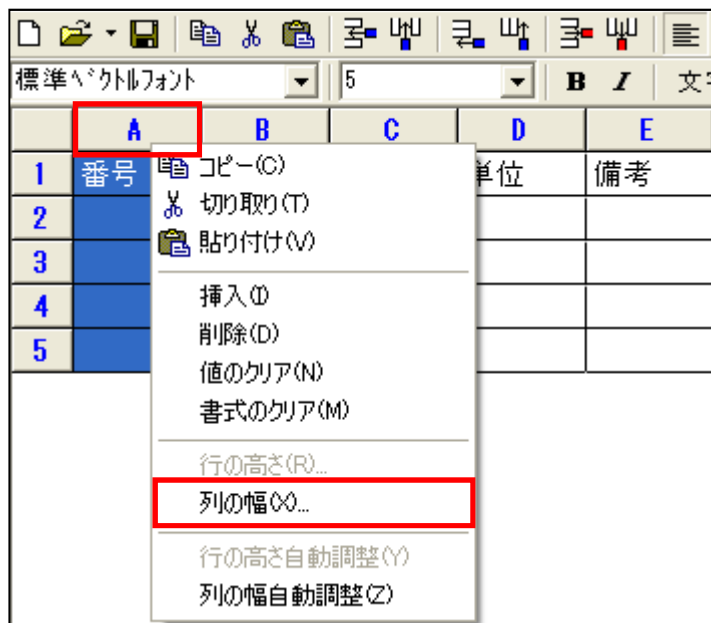 標準ﾍﾞｸﾄﾙﾌｫﾝﾄ 5 B I 文
A B C D E
1 番号 単位 備考
2
3
4
5
コピー(C)
切り取り(T)
貼り付け(V)
挿入(I)
削除(D)
値のクリア(N)
書式のクリア(M)
行の高さ(R)...
列の幅(X)...
行の高さ自動調整(Y)
列の幅自動調整(Z)